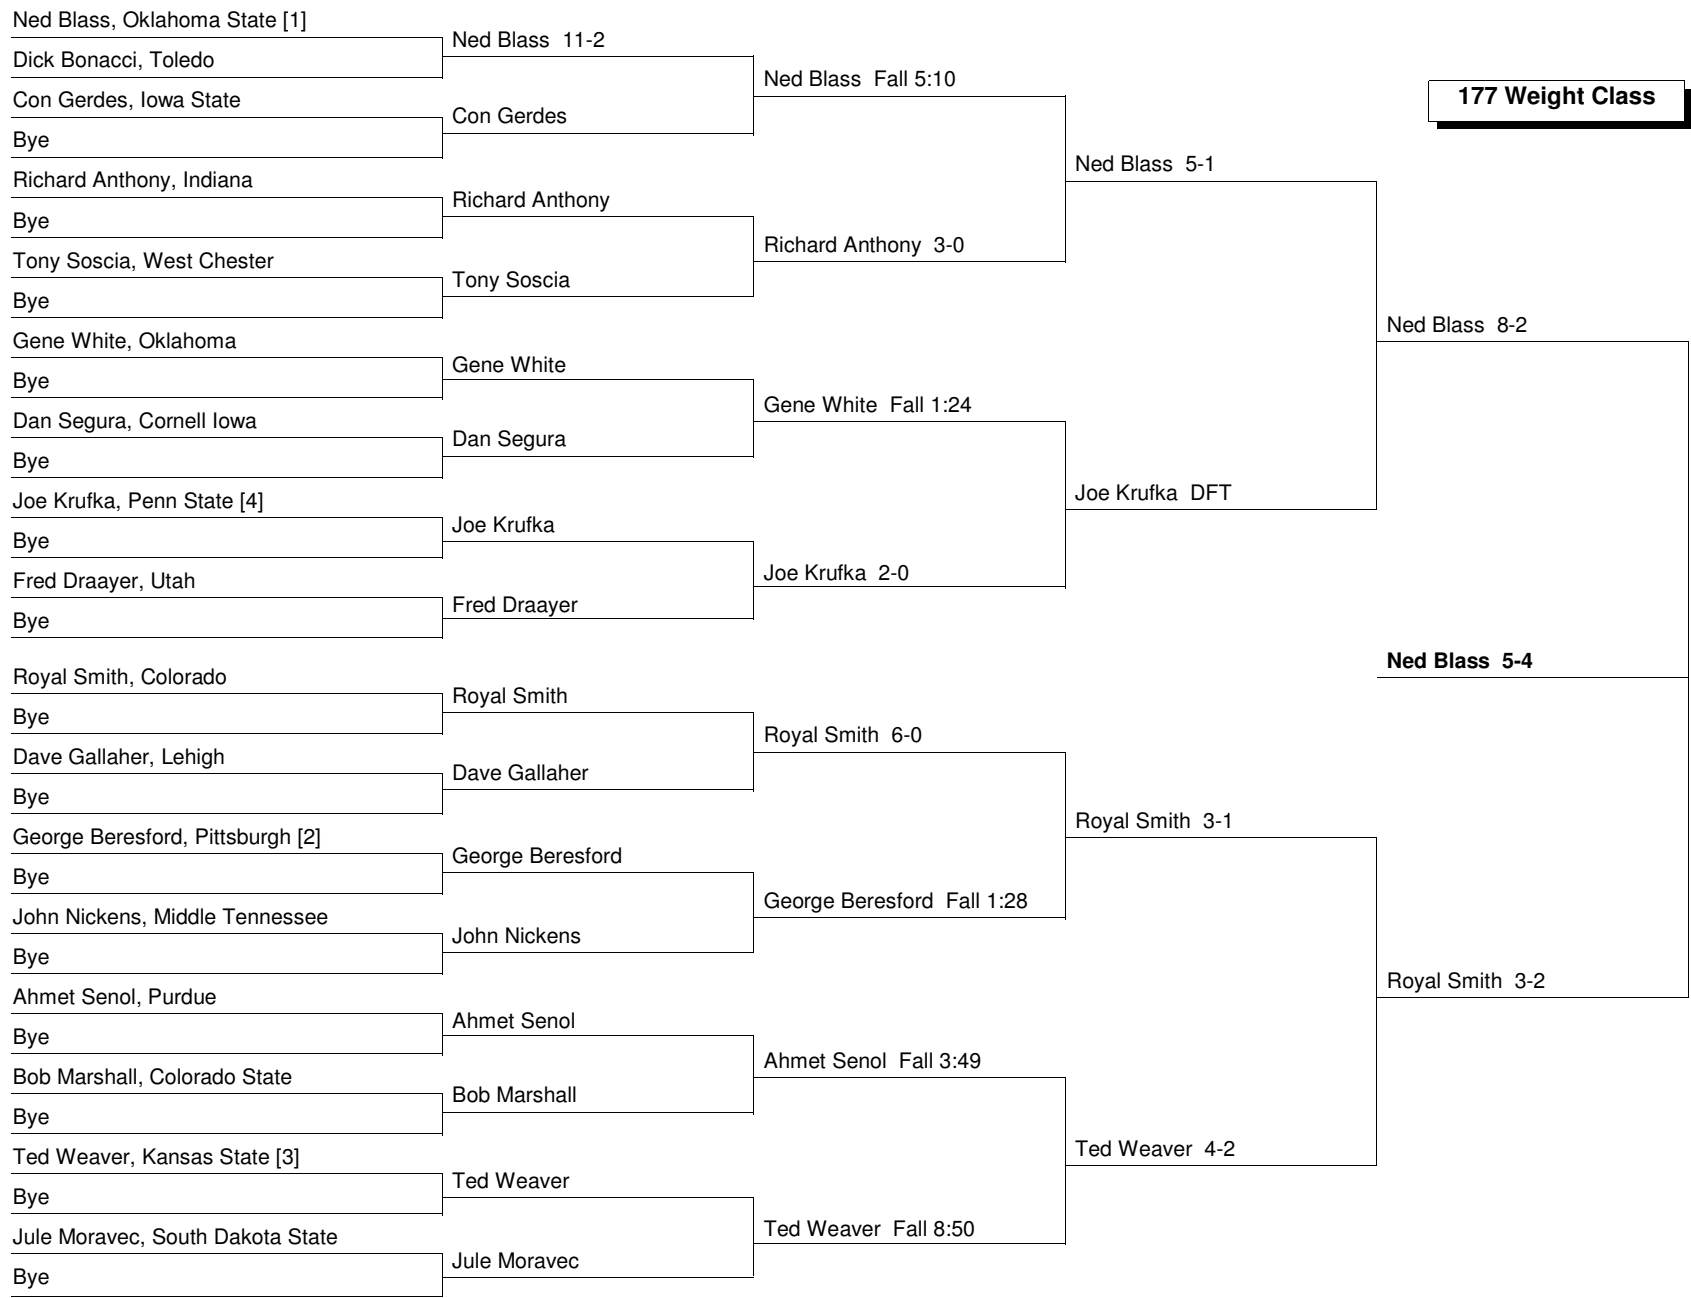 177 Weight Class
Ned Blass, Oklahoma State [1]
Dick Bonacci, Toledo
Con Gerdes, Iowa State
Bye
Richard Anthony, Indiana
Bye
Tony Soscia, West Chester
Bye
Gene White, Oklahoma
Bye
Dan Segura, Cornell Iowa
Bye
Joe Krufka, Penn State [4]
Bye
Fred Draayer, Utah
Bye
Royal Smith, Colorado
Bye
Dave Gallaher, Lehigh
Bye
George Beresford, Pittsburgh [2]
Bye
John Nickens, Middle Tennessee
Bye
Ahmet Senol, Purdue
Bye
Bob Marshall, Colorado State
Bye
Ted Weaver, Kansas State [3]
Bye
Jule Moravec, South Dakota State
Bye
Ned Blass 11-2
Con Gerdes
Richard Anthony
Tony Soscia
Gene White
Dan Segura
Joe Krufka
Fred Draayer
Royal Smith
Dave Gallaher
George Beresford
John Nickens
Ahmet Senol
Bob Marshall
Ted Weaver
Jule Moravec
Ned Blass Fall 5:10
Richard Anthony 3-0
Gene White Fall 1:24
Joe Krufka 2-0
Royal Smith 6-0
George Beresford Fall 1:28
Ahmet Senol Fall 3:49
Ted Weaver Fall 8:50
Ned Blass 5-1
Joe Krufka DFT
Royal Smith 3-1
Ted Weaver 4-2
Ned Blass 8-2
Royal Smith 3-2
Ned Blass 5-4